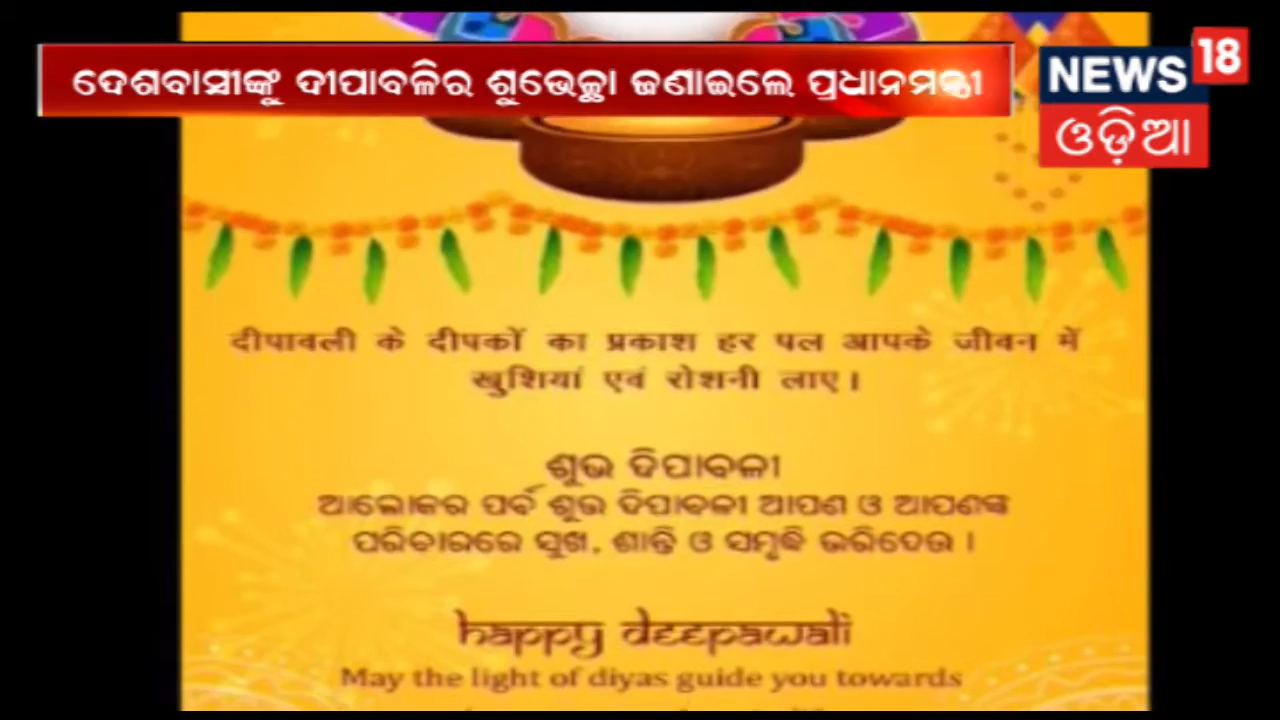 ଦେଶବାସୀଙ୍କୁ ଦୀପାବଳିର ଶୁଭେଚ୍ଛା ଜଣାଇଲେ ପ୍ରଧାନମନ୍ତ୍ରୀ
NEWS 18
ଓଡ଼ିଆ
दीपावली के दीपकों का प्रकाश हर पल आपके जीवन में
खुशियां एवं रोशनी लाए।
ଶୁଭ ଦିପାବଳୀ
ଆଲୋକର ପର୍ବ ଶୁଭ ଦିପାବଳୀ ଆପଣ ଓ ଆପଣଙ୍କ
ପରିବାରରେ ସୁଖ, ଶାନ୍ତି ଓ ସମୃଦ୍ଧି ଭରିଦେଉ।
happy deepawali
May the light of diyas guide you towards